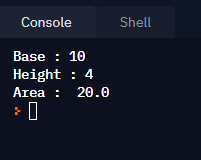 Console Shell
Base : 10
Height : 4
Area :  20.0